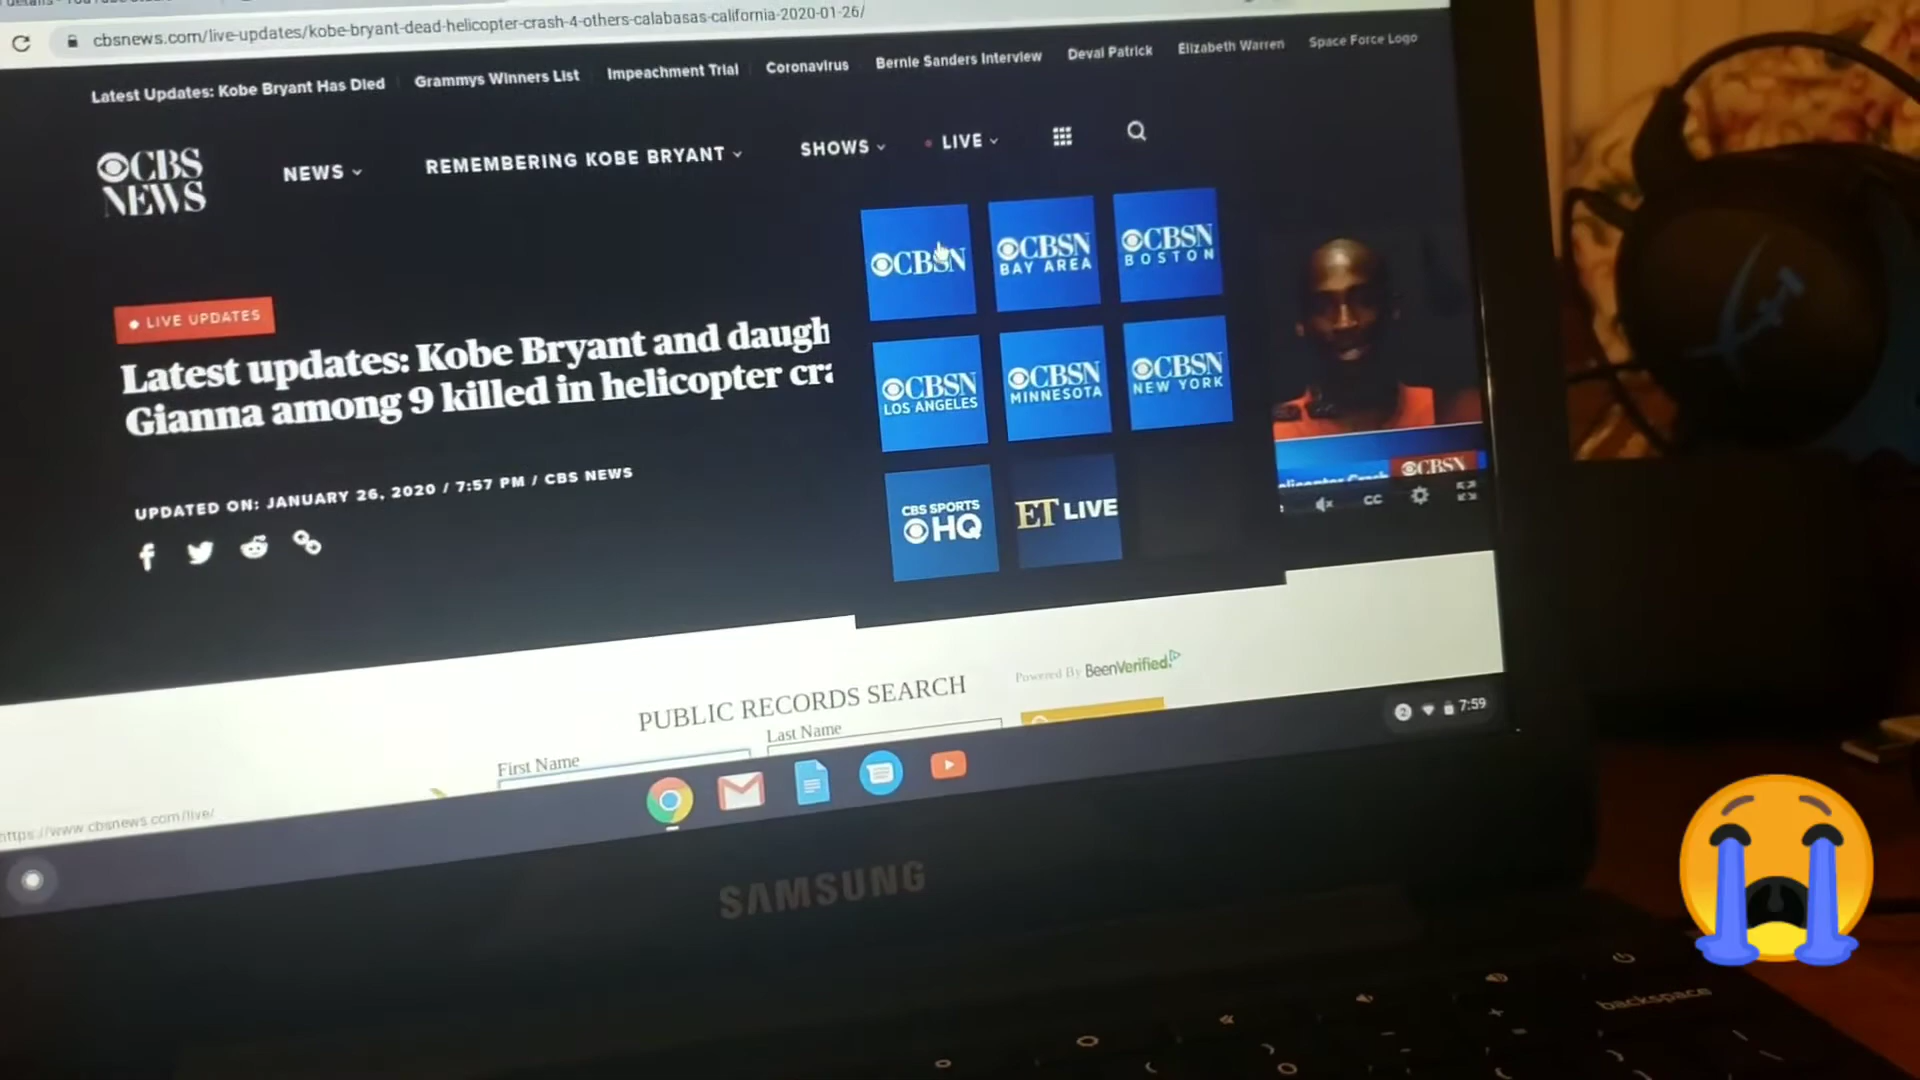 cbsnews.com/live-updates/kobe-bryant-dead-helicopter-crash-4-others-calabasas-california-2020-01-26/
Latest Updates: Kobe Bryant Has Died
Grammys Winners List
Impeachment Trial
Coronavirus
Bernie Sanders Interview
Deval Patrick
Elizabeth Warren
Space Force Logo
CBS NEWS
NEWS
REMEMBERING KOBE BRYANT
SHOWS
LIVE
CBSN
CBSN BAY AREA
CBSN BOSTON
LIVE UPDATES
Latest updates: Kobe Bryant and daugh
Gianna among 9 killed in helicopter cra
CBSN LOS ANGELES
CBSN MINNESOTA
CBSN NEW YORK
UPDATED ON: JANUARY 26, 2020 / 7:57 PM / CBS NEWS
CBS SPORTS HQ
ET LIVE
Crash
CBSN
CC
PUBLIC RECORDS SEARCH
Powered By BeenVerified
First Name
Last Name
2
7:59
https://www.cbsnews.com/live/
SAMSUNG
backspace